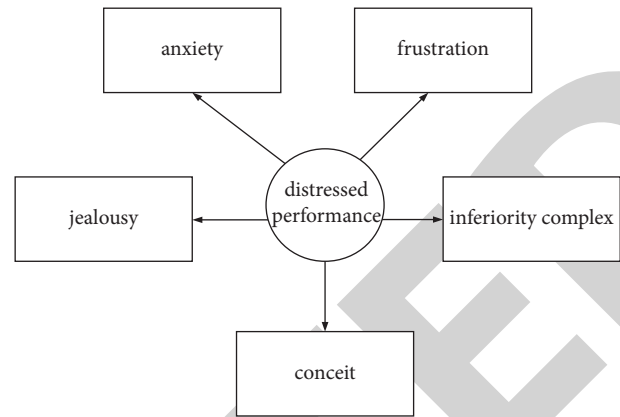 anxiety
frustration
distressed
performance
jealousy
inferiority complex
conceit